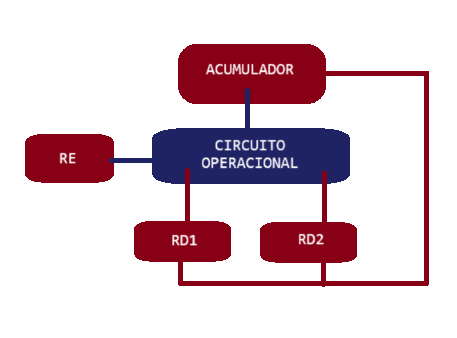 ACUMULADOR
CIRCUITO
OPERACIONAL
RE
RD1
RD2